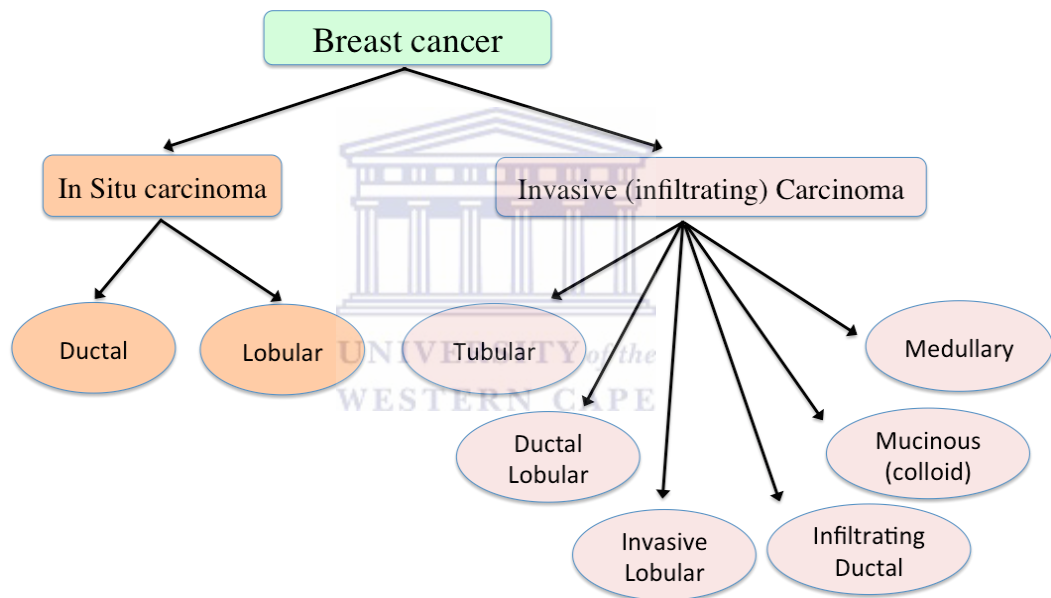 Breast cancer
In Situ carcinoma
Invasive (infiltrating) Carcinoma
Ductal
Lobular
Tubular
Medullary
UNIVERSITY of the
WESTERN CAPE
Ductal
Lobular
Mucinous
(colloid)
Invasive
Lobular
Infiltrating
Ductal